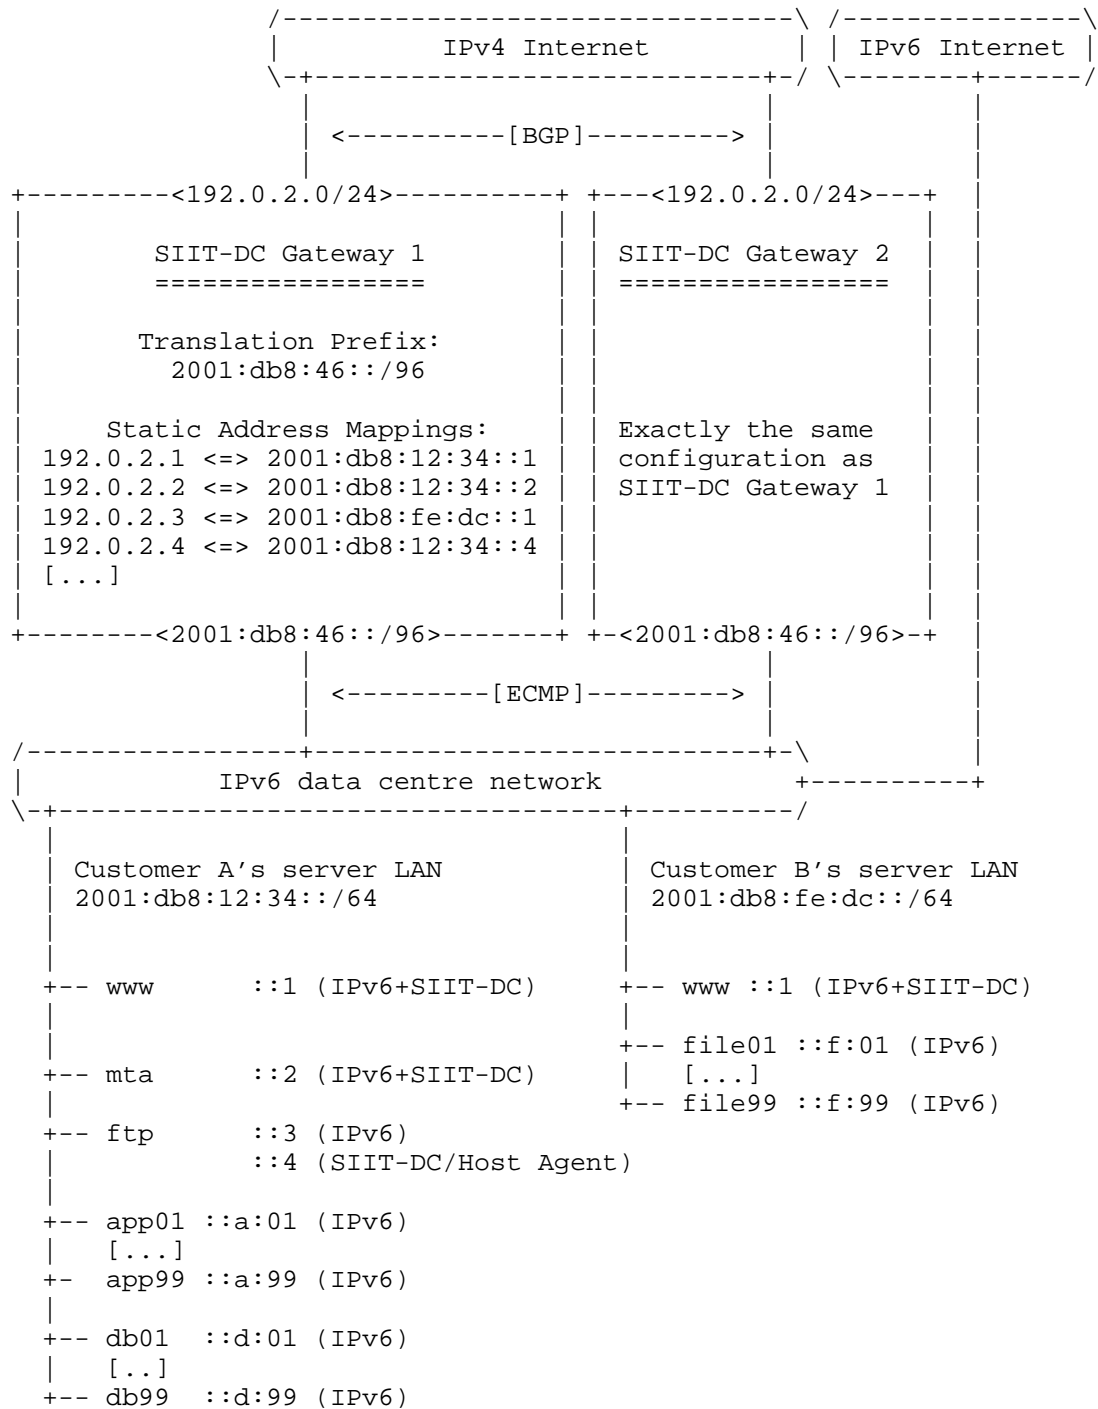 /--------------------------------\ /---------------\
|          IPv4 Internet         | | IPv6 Internet |
\-+----------------------------+-/ \--------+------/
  |                            |            |
  | <----------[BGP]---------> |            |
  |                            |            |
+---------<192.0.2.0/24>----------+ +---<192.0.2.0/24>---+   |
|                                 | |                    |   |
|        SIIT-DC Gateway 1        | | SIIT-DC Gateway 2  |   |
|        =================        | | =================  |   |
|                                 | |                    |   |
|       Translation Prefix:       | |                    |   |
|         2001:db8:46::/96        | |                    |   |
|                                 | |                    |   |
|     Static Address Mappings:    | | Exactly the same   |   |
| 192.0.2.1 <=> 2001:db8:12:34::1 | | configuration as   |   |
| 192.0.2.2 <=> 2001:db8:12:34::2 | | SIIT-DC Gateway 1  |   |
| 192.0.2.3 <=> 2001:db8:fe:dc::1 | |                    |   |
| 192.0.2.4 <=> 2001:db8:12:34::4 | |                    |   |
| [...]                           | |                    |   |
|                                 | |                    |   |
+--------<2001:db8:46::/96>-------+ +-<2001:db8:46::/96>-+   |
                  |                            |            |
                  | <---------[ECMP]---------> |            |
                  |                            |            |
/-----------------+----------------------------+-\          |
|            IPv6 data centre network             +----------+
\-+-----------------------------------+----------/
  |                                   |
  | Customer A's server LAN           | Customer B's server LAN
  | 2001:db8:12:34::/64               | 2001:db8:fe:dc::/64
  |                                   |
  |                                   |
  +-- www      ::1 (IPv6+SIIT-DC)     +-- www ::1 (IPv6+SIIT-DC)
  |                                   |
  |                                   +-- file01 ::f:01 (IPv6)
  +-- mta      ::2 (IPv6+SIIT-DC)     |   [...]
  |                                   +-- file99 ::f:99 (IPv6)
  +-- ftp      ::3 (IPv6)
  |            ::4 (SIIT-DC/Host Agent)
  |
  +-- app01 ::a:01 (IPv6)
  |   [...]
  +-  app99 ::a:99 (IPv6)
  |
  +-- db01  ::d:01 (IPv6)
  |   [..]
  +-- db99  ::d:99 (IPv6)